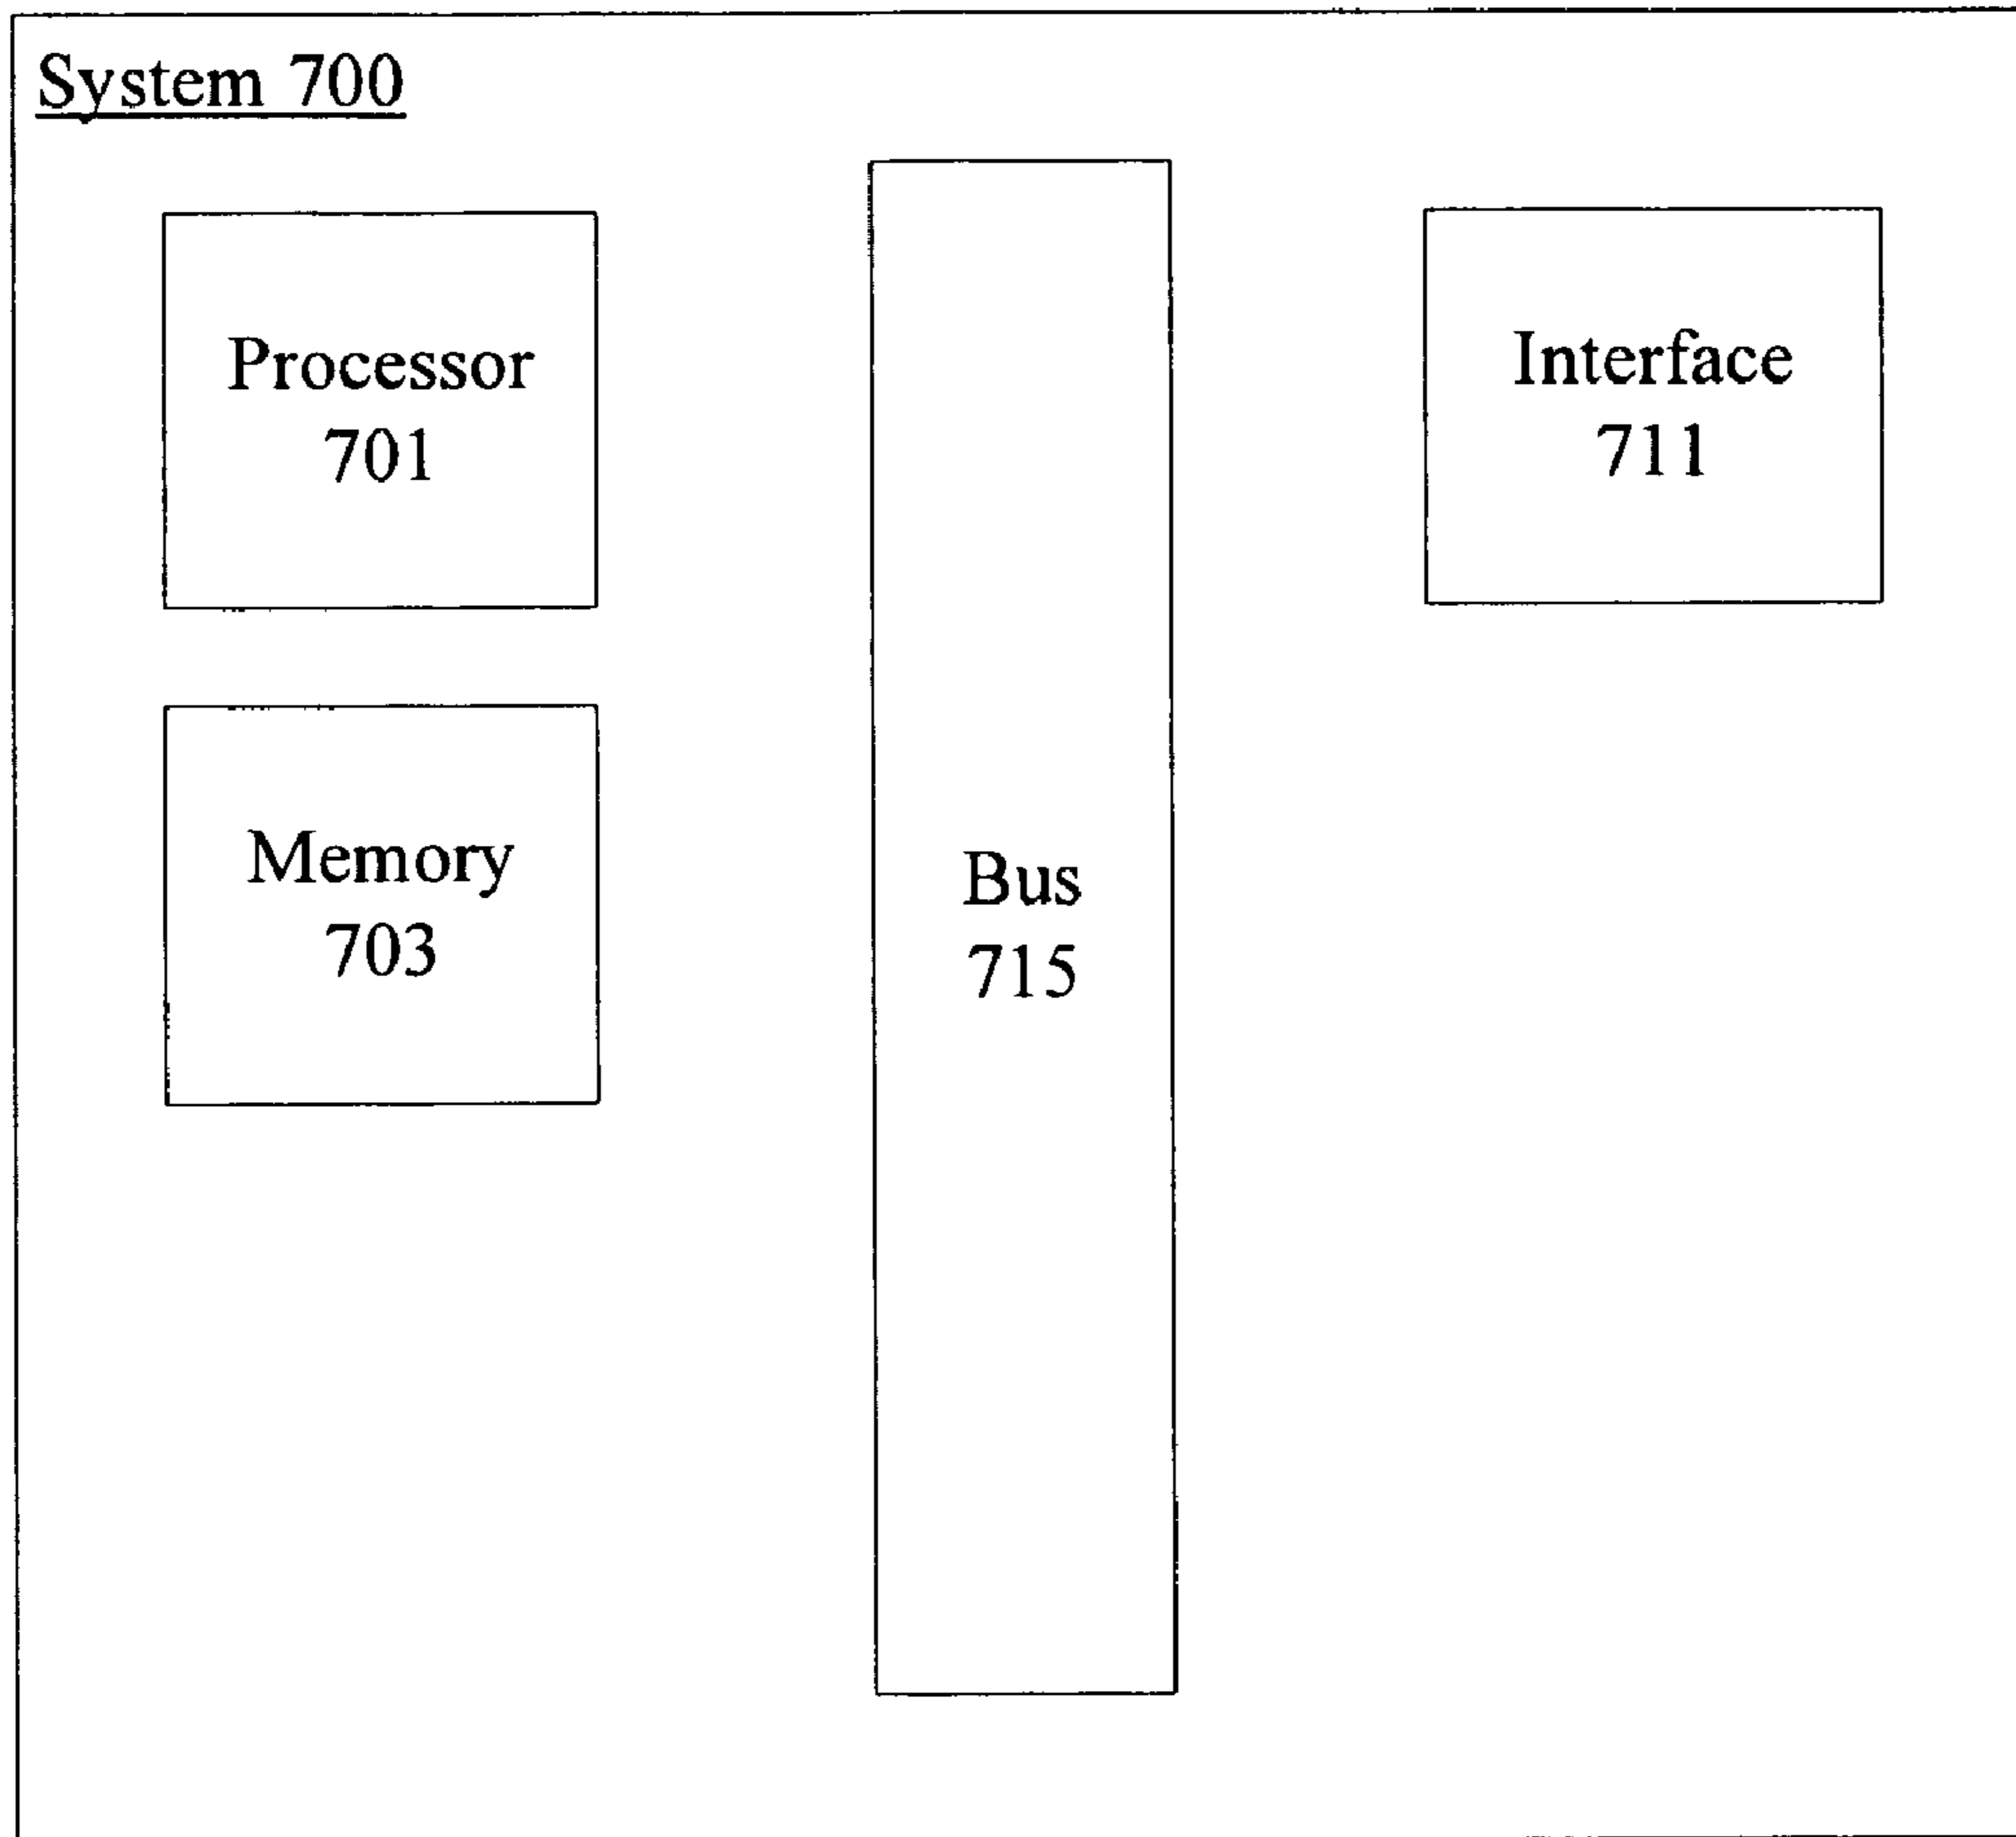 System 700
Processor
701
Interface
711
Memory
703
Bus
715